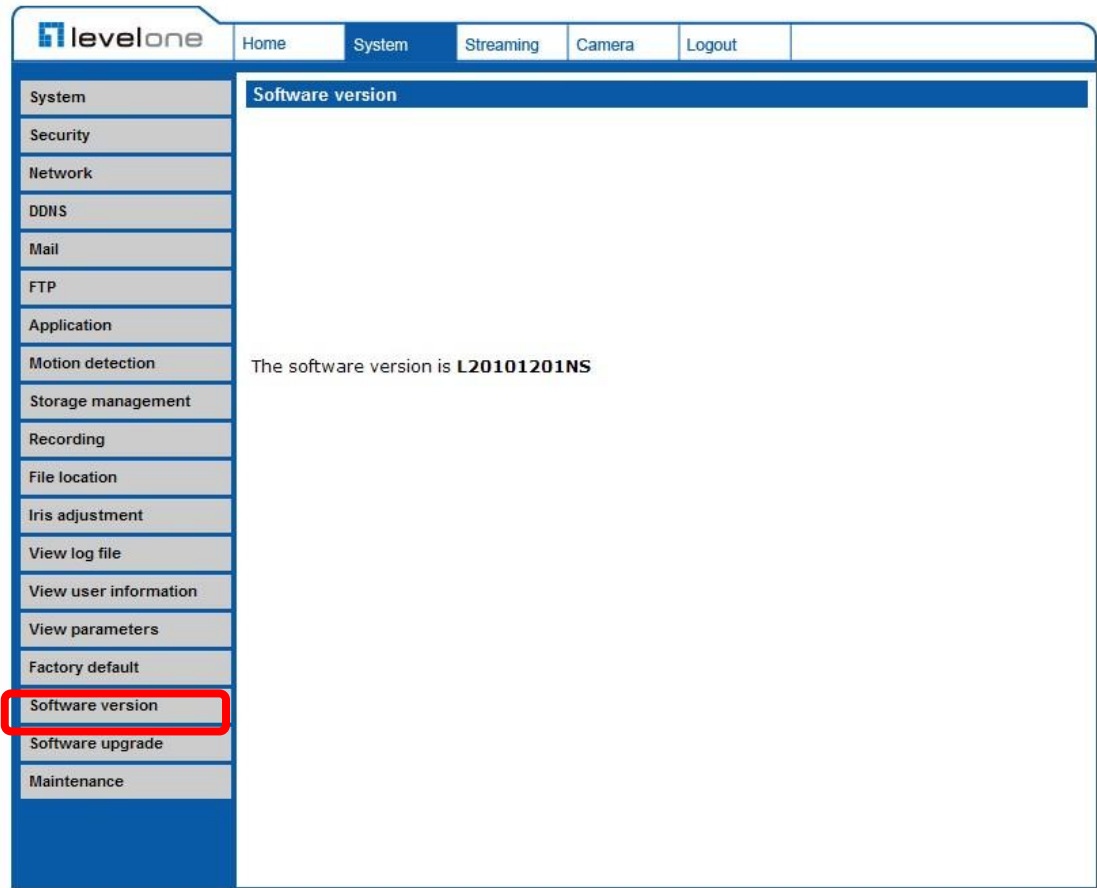 levelone
Home System Streaming Camera Logout
System
Security
Network
DDNS
Mail
FTP
Application
Motion detection
Storage management
Recording
File location
Iris adjustment
View log file
View user information
View parameters
Factory default
Software version
Software upgrade
Maintenance
Software version
The software version is L20101201NS